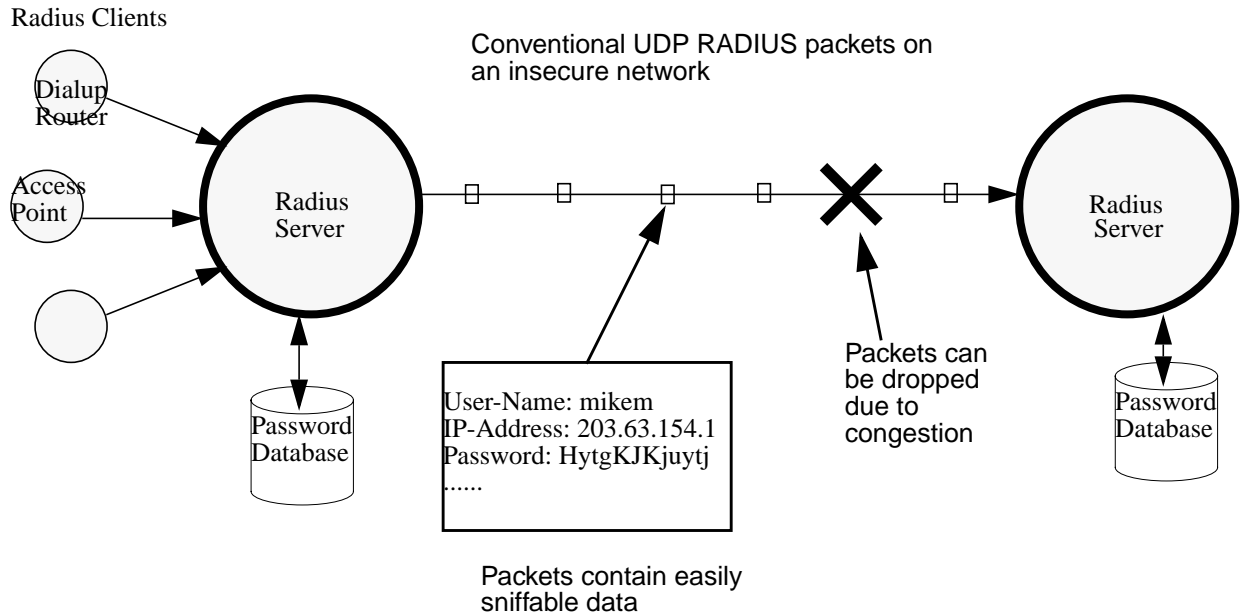 Radius Clients
Conventional UDP RADIUS packets on
an insecure network
Dialup
Router
Access
Point
Radius
Server
Radius
Server
Packets can
be dropped
due to
congestion
User-Name: mikem
IP-Address: 203.63.154.1
Password: HytgKJKjuytj
......
Password
Database
Password
Database
Packets contain easily
sniffable data